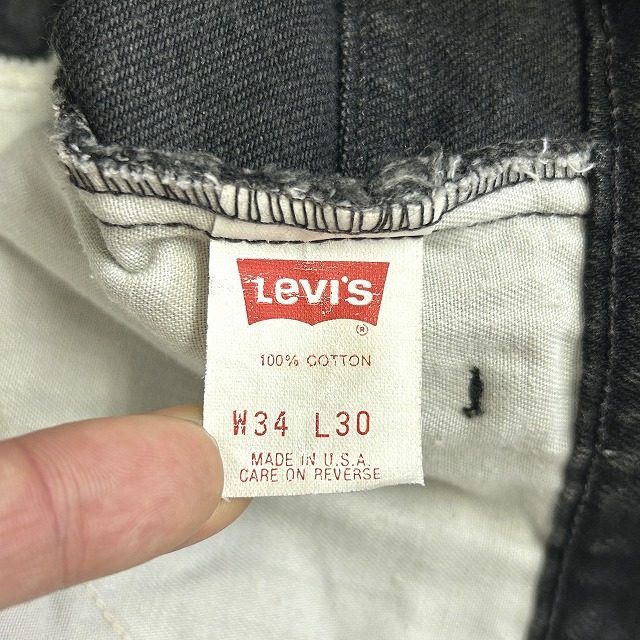 Levi's
®
100% COTTON
W34 L30
MADE IN U.S.A.
CARE ON REVERSE